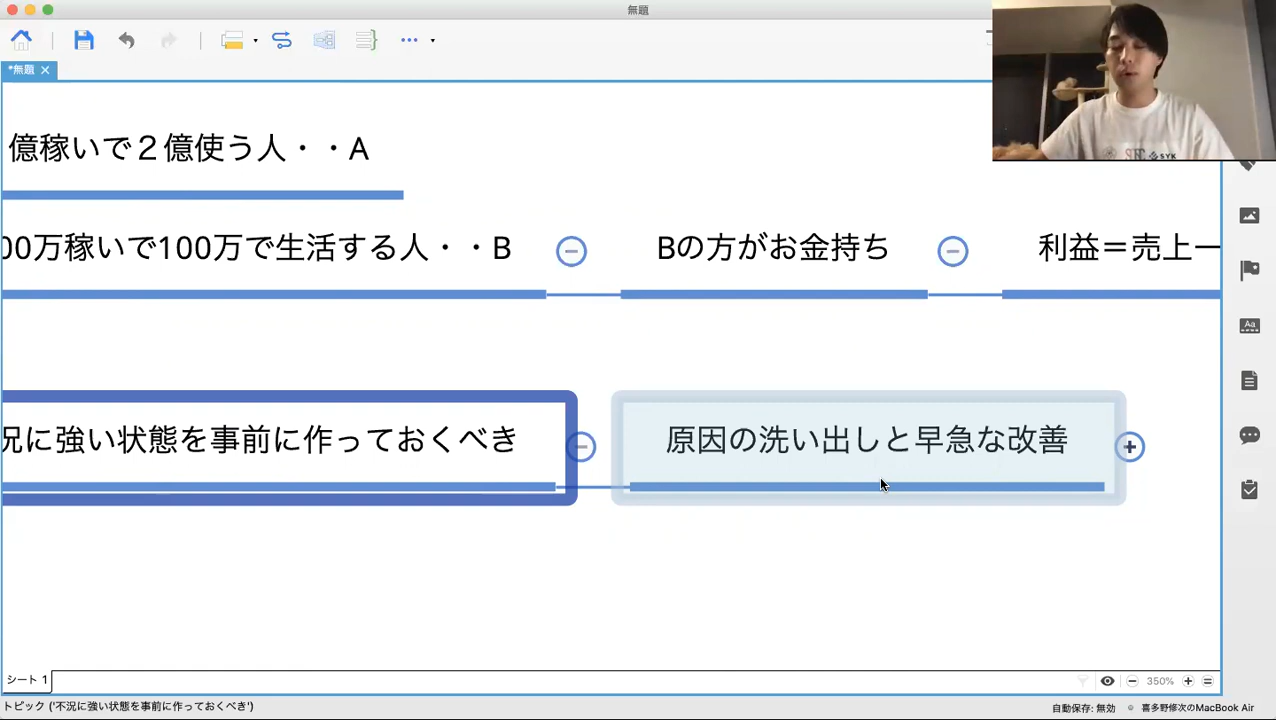 無題
*無題
億稼いで２億使う人・・A
00万稼いで100万で生活する人・・B
Bの方がお金持ち
利益＝売上ー
況に強い状態を事前に作っておくべき
原因の洗い出しと早急な改善
シート 1
350%
トピック ('不況に強い状態を事前に作っておくべき')
自動保存: 無効
喜多野修次のMacBook Air
Aa
SYK